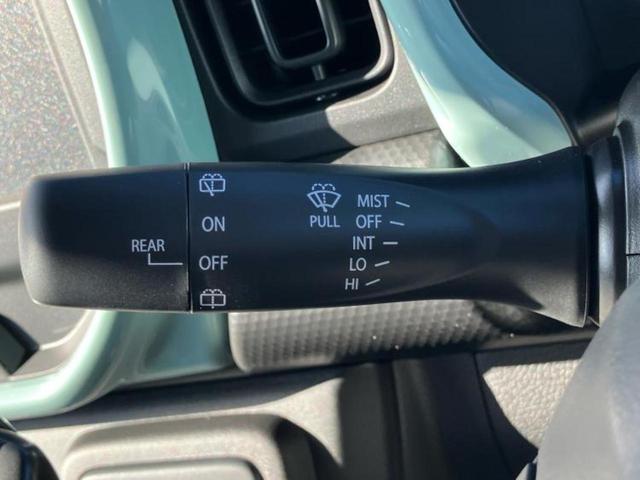 REAR
ON
OFF
PULL
MIST
OFF
INT
LO
HI